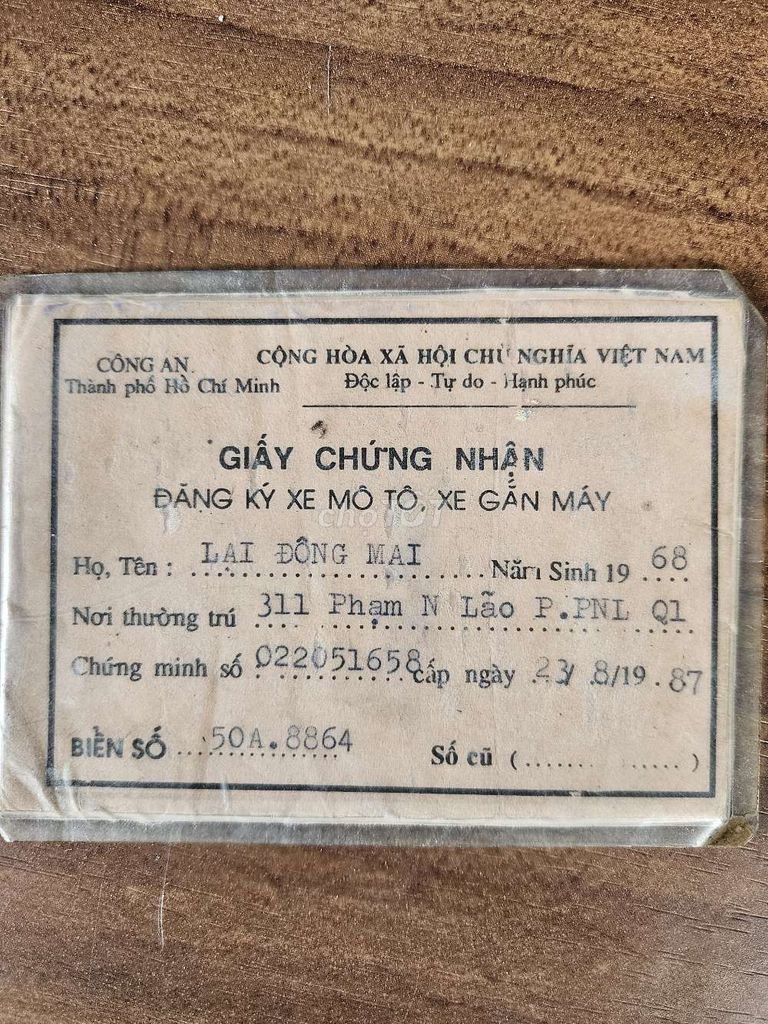 CÔNG AN
Thành phố Hồ Chí Minh
CỘNG HÒA XÃ HỘI CHỦ NGHĨA VIỆT NAM
Độc lập - Tự do - Hạnh phúc
GIẤY CHỨNG NHẬN
ĐĂNG KÝ XE MÔ TÔ, XE GẮN MÁY
chợTỐT
Họ, Tên : LẠI ĐÔNG MẠI Năm Sinh 19 68
Nơi thường trú 311 Phạm N Lão P.PNL Q1
Chứng minh số 022051658 cấp ngày 23/ 8/19.87
BIỂN SỐ ...50A.8864 Số cũ (....................)